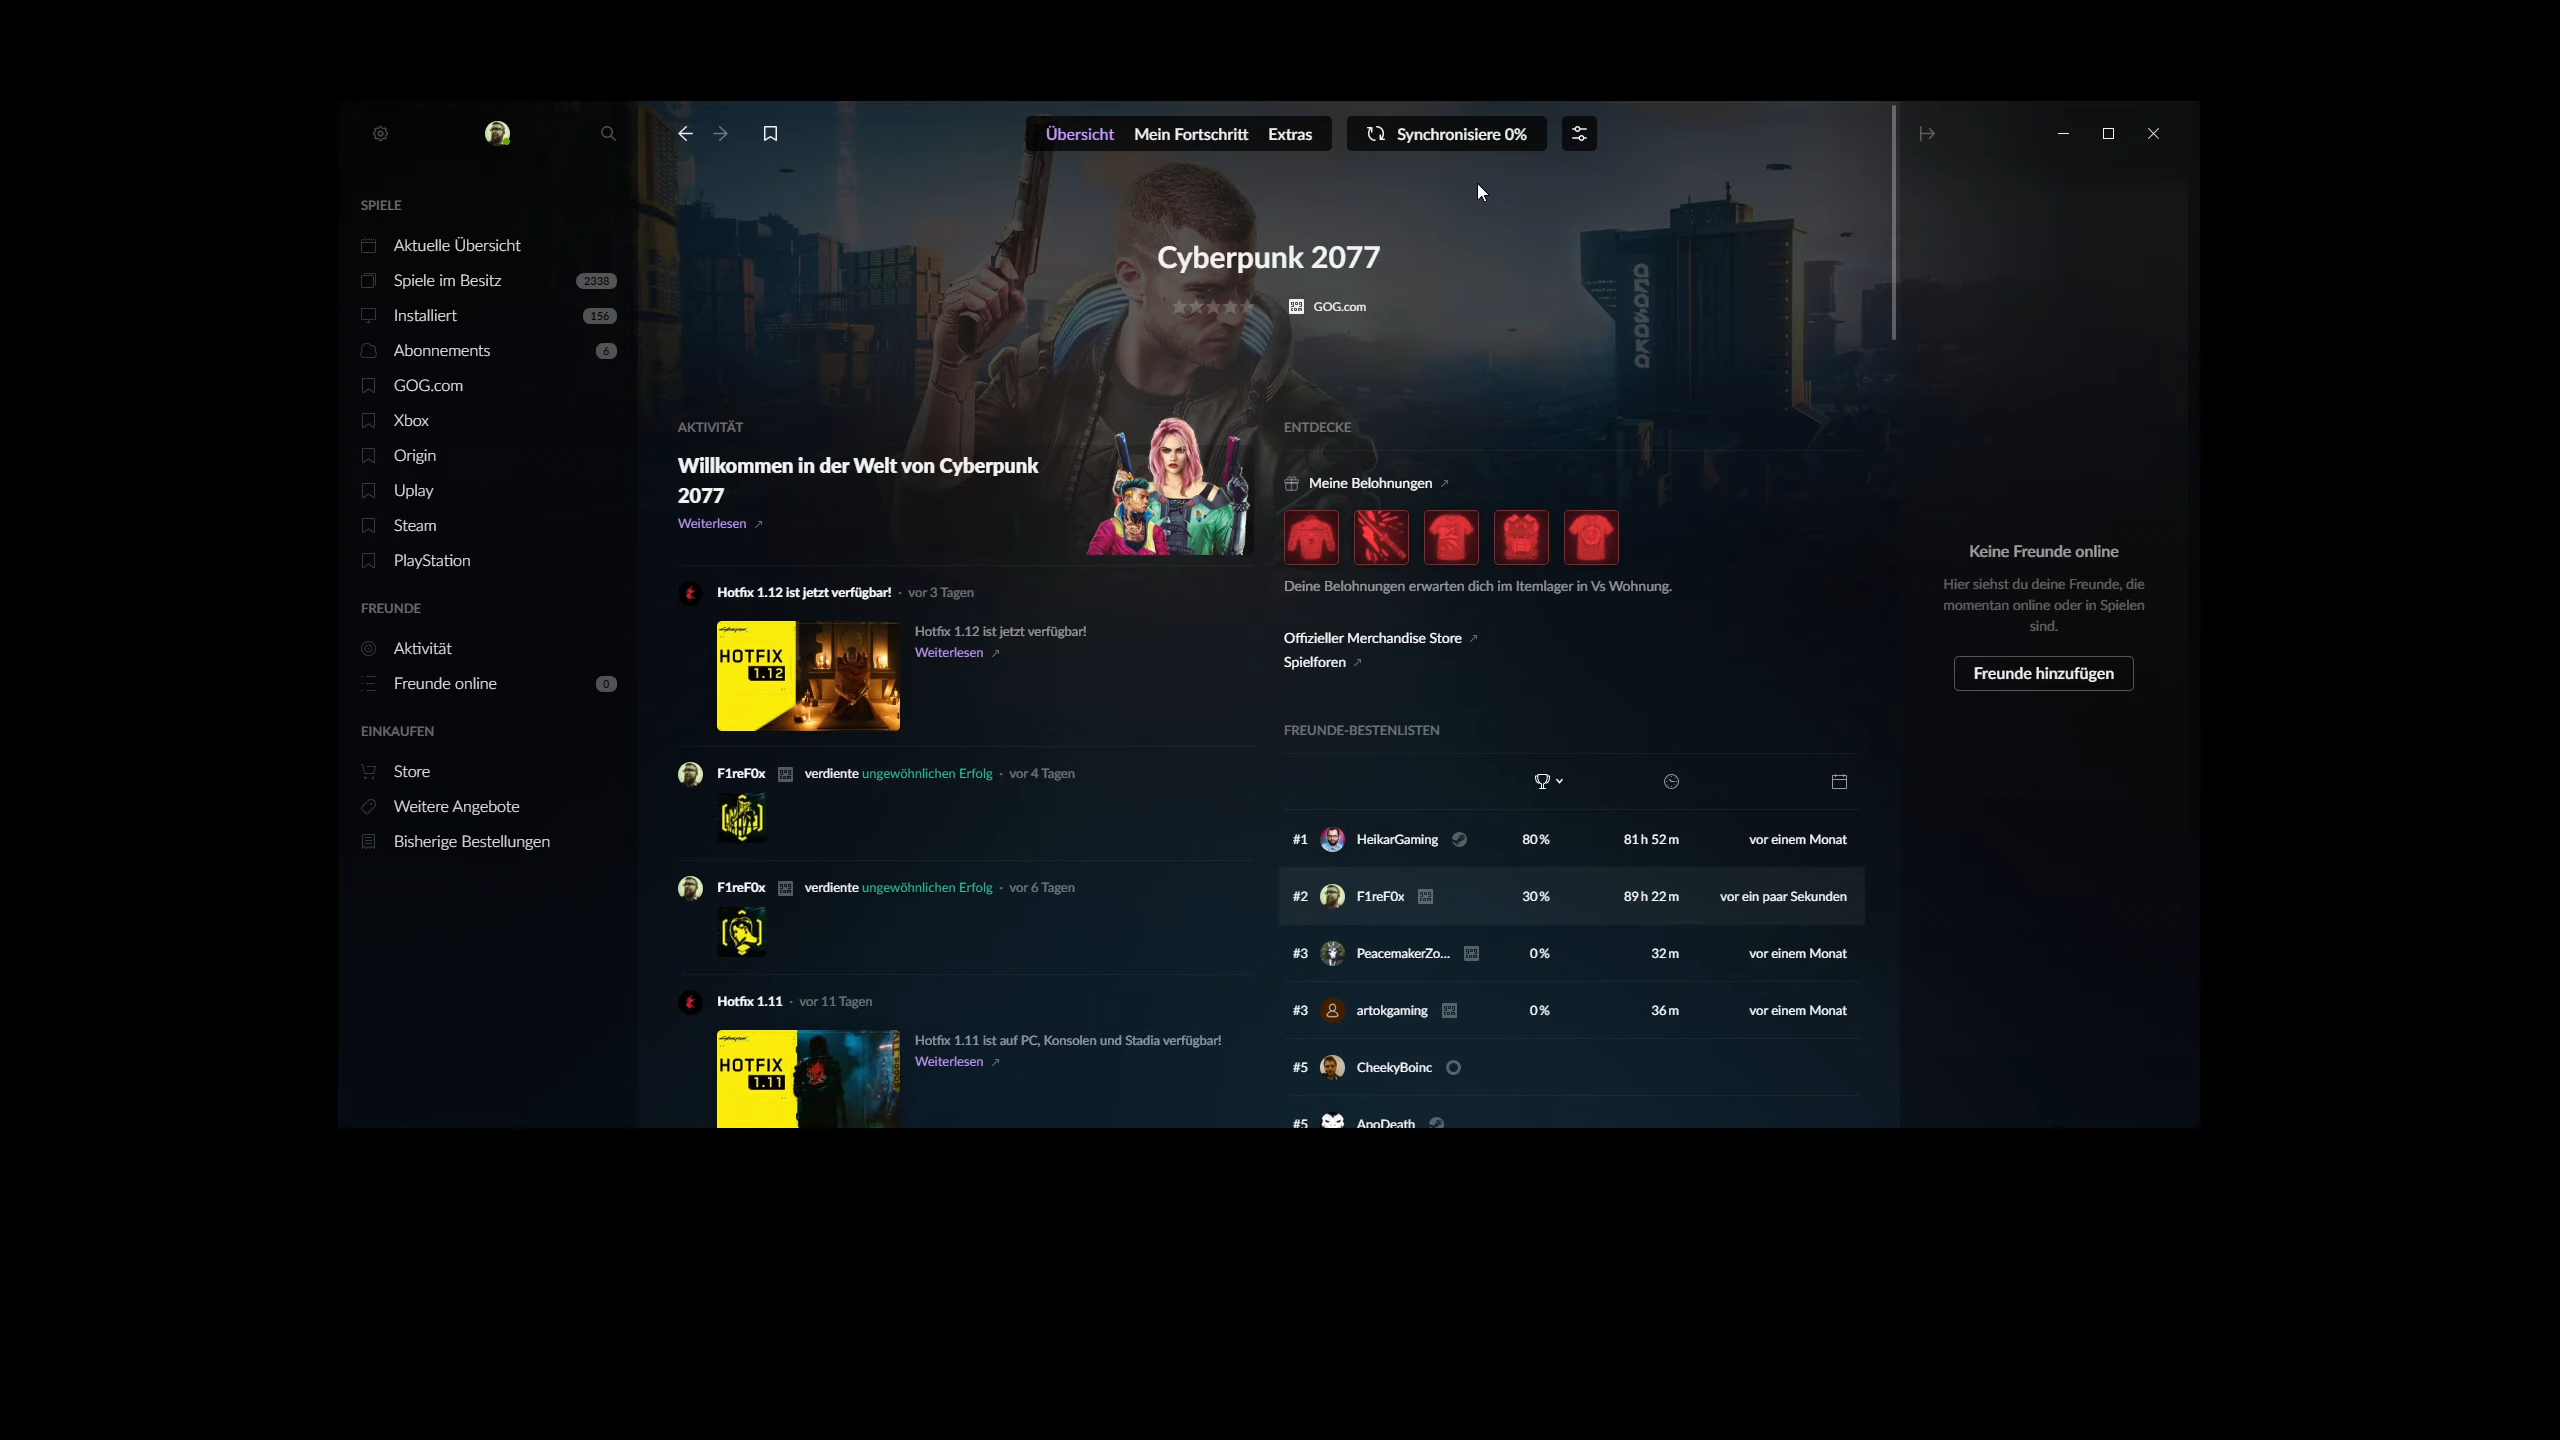 Übersicht
Mein Fortschritt
Extras
Synchronisiere 0%
SPIELE
Aktuelle Übersicht
Spiele im Besitz 2338
Installiert 156
Abonnements 6
GOG.com
Xbox
Origin
Uplay
Steam
PlayStation
FREUNDE
Aktivität
Freunde online 0
EINKAUFEN
Store
Weitere Angebote
Bisherige Bestellungen
Cyberpunk 2077
GOG.com
AKTIVITÄT
Willkommen in der Welt von Cyberpunk
2077
Weiterlesen
Hotfix 1.12 ist jetzt verfügbar! · vor 3 Tagen
HOTFIX
1.12
Hotfix 1.12 ist jetzt verfügbar!
Weiterlesen
F1reF0x verdiente ungewöhnlichen Erfolg · vor 4 Tagen
F1reF0x verdiente ungewöhnlichen Erfolg · vor 6 Tagen
Hotfix 1.11 · vor 11 Tagen
HOTFIX
1.11
Hotfix 1.11 ist auf PC, Konsolen und Stadia verfügbar!
Weiterlesen
ENTDECKE
Meine Belohnungen
Deine Belohnungen erwarten dich im Itemlager in Vs Wohnung.
Offizieller Merchandise Store
Spielforen
FREUNDE-BESTENLISTEN
#1 HeikarGaming 80% 81h 52m vor einem Monat
#2 F1reF0x 30% 89h 22m vor ein paar Sekunden
#3 PeacemakerZo... 0% 32m vor einem Monat
#3 artokgaming 0% 36m vor einem Monat
#5 CheekyBoinc
#5 ApoDeath
Keine Freunde online
Hier siehst du deine Freunde, die
momentan online oder in Spielen
sind.
Freunde hinzufügen